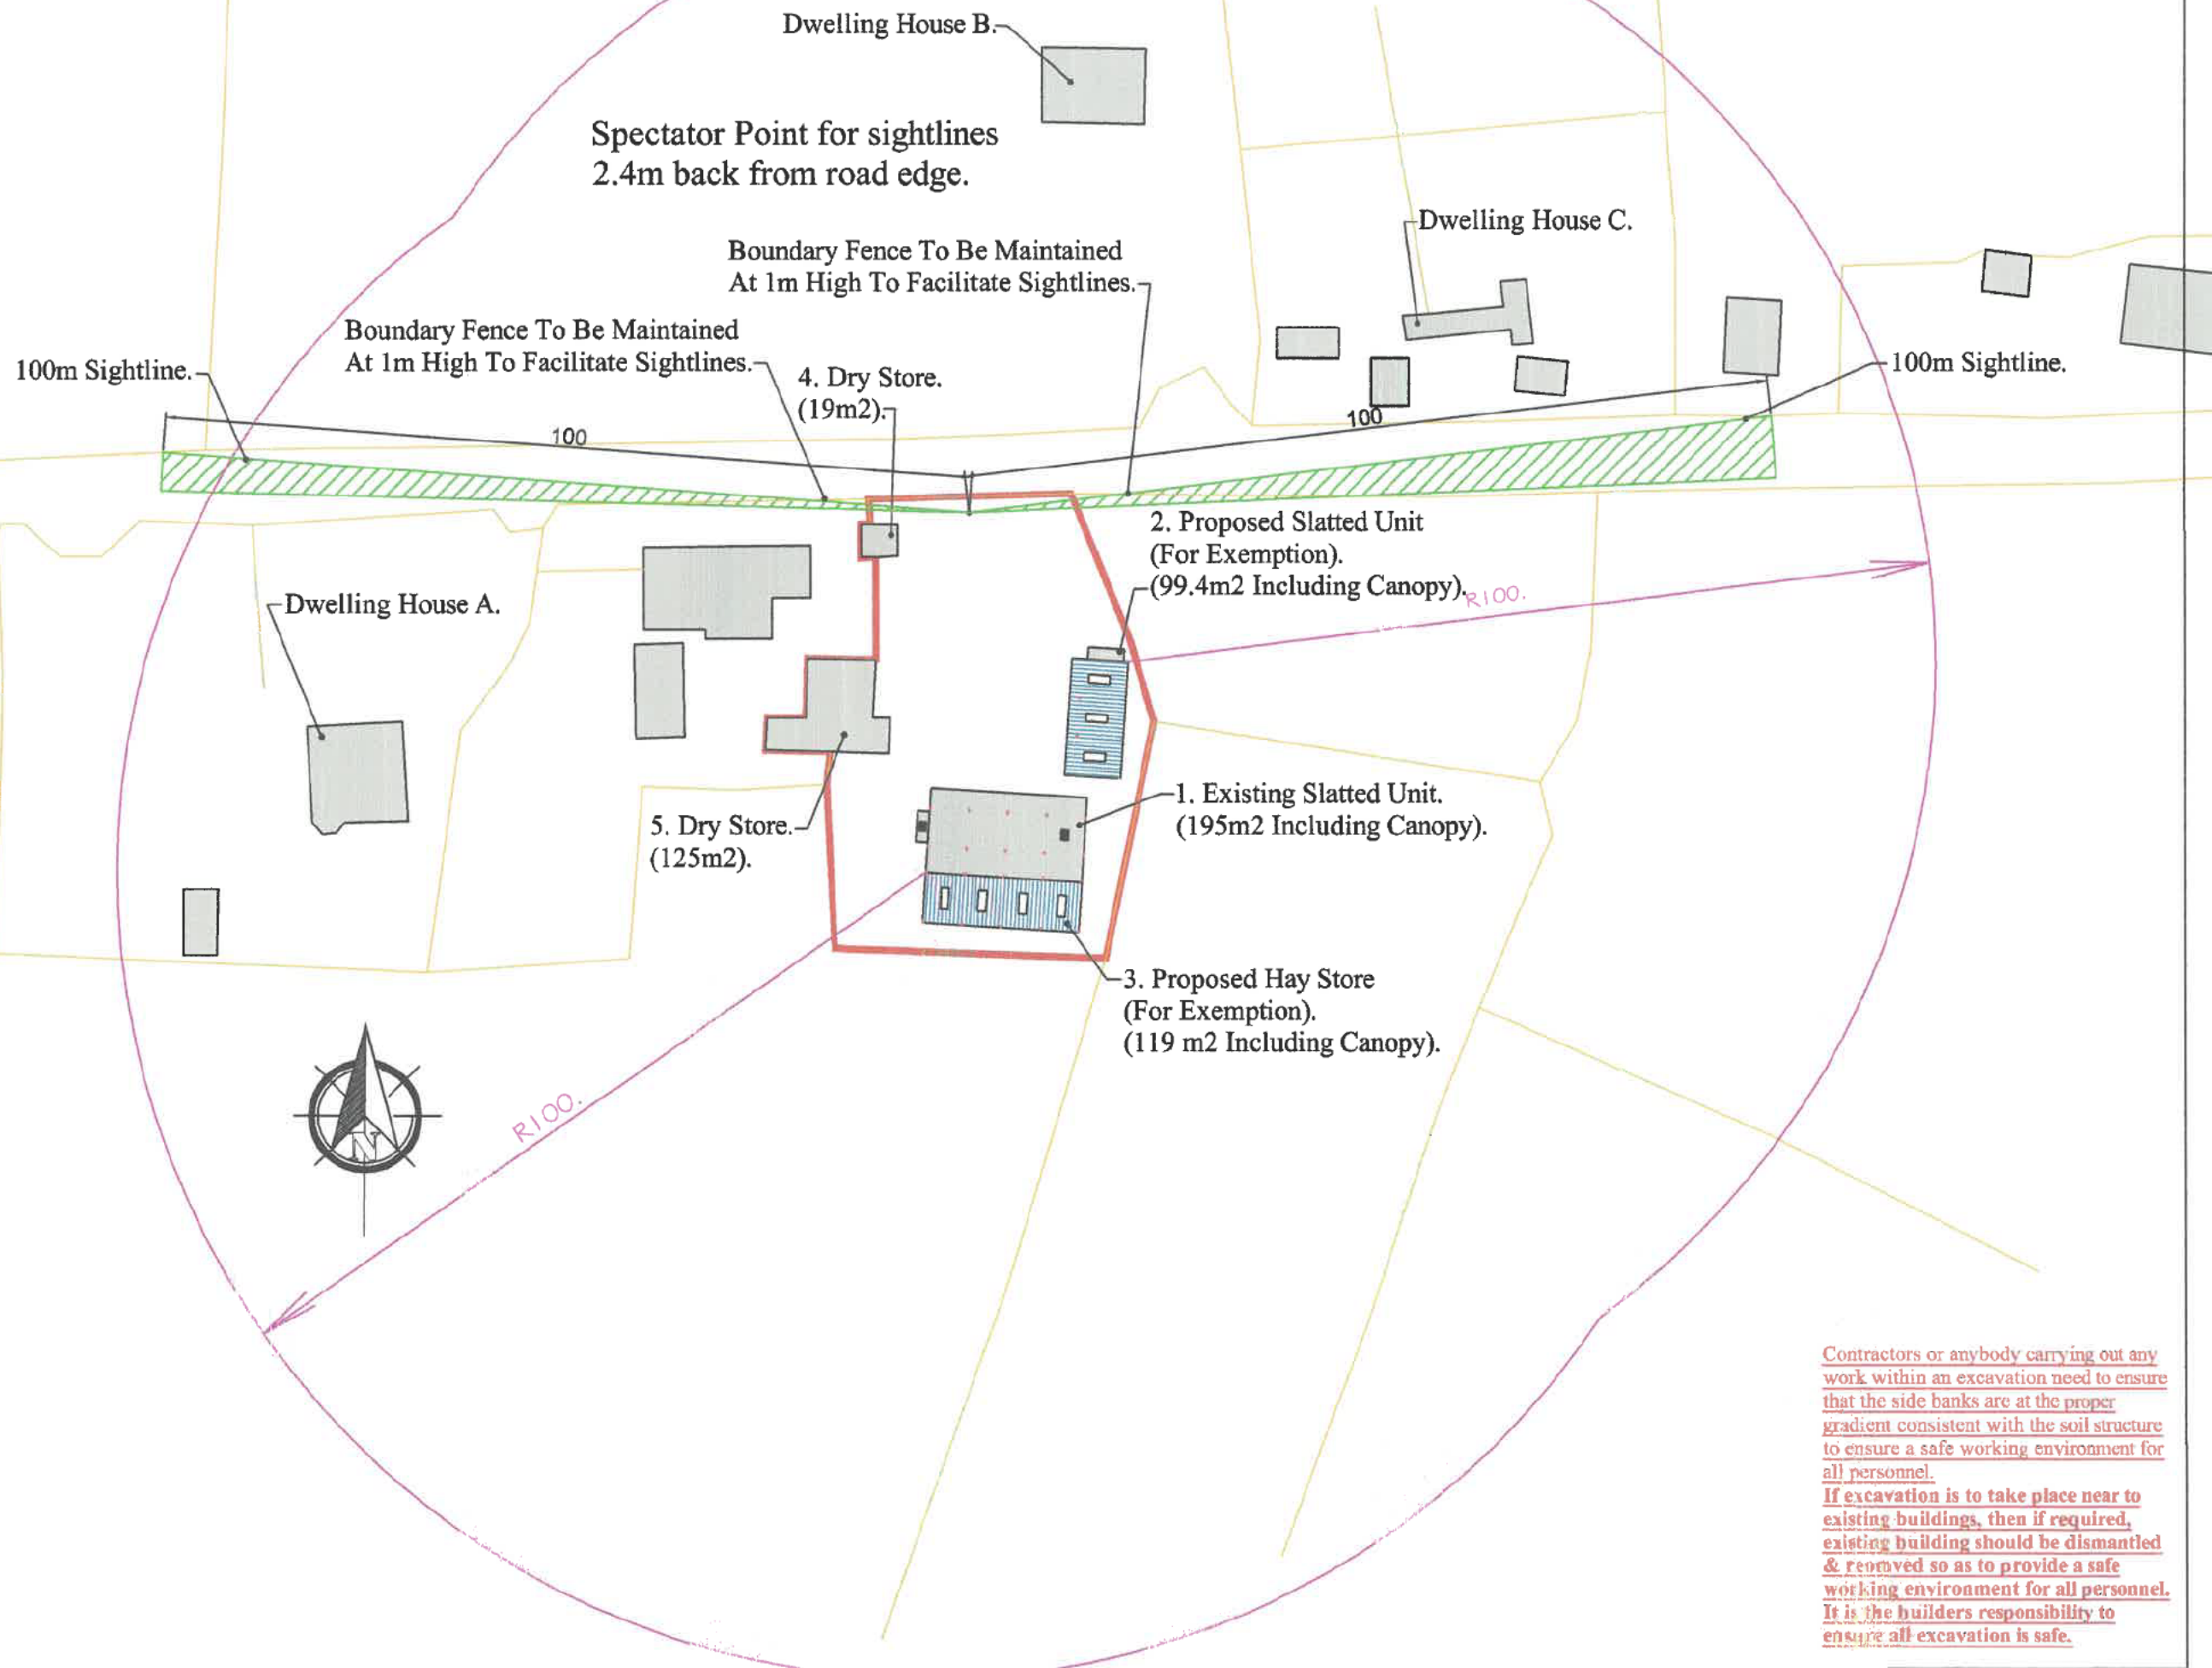 Dwelling House B.
Spectator Point for sightlines
2.4m back from road edge.
Dwelling House C.
Boundary Fence To Be Maintained
At 1m High To Facilitate Sightlines.
Boundary Fence To Be Maintained
At 1m High To Facilitate Sightlines.
100m Sightline.
4. Dry Store.
(19m2).
100m Sightline.
100
100
2. Proposed Slatted Unit
(For Exemption).
(99.4m2 Including Canopy).
R100.
Dwelling House A.
1. Existing Slatted Unit.
(195m2 Including Canopy).
5. Dry Store.
(125m2).
3. Proposed Hay Store
(For Exemption).
(119 m2 Including Canopy).
R100.
N
Contractors or anybody carrying out any
work within an excavation need to ensure
that the side banks are at the proper
gradient consistent with the soil structure
to ensure a safe working environment for
all personnel.
If excavation is to take place near to
existing buildings, then if required,
existing building should be dismantled
& removed so as to provide a safe
working environment for all personnel.
It is the builders responsibility to
ensure all excavation is safe.